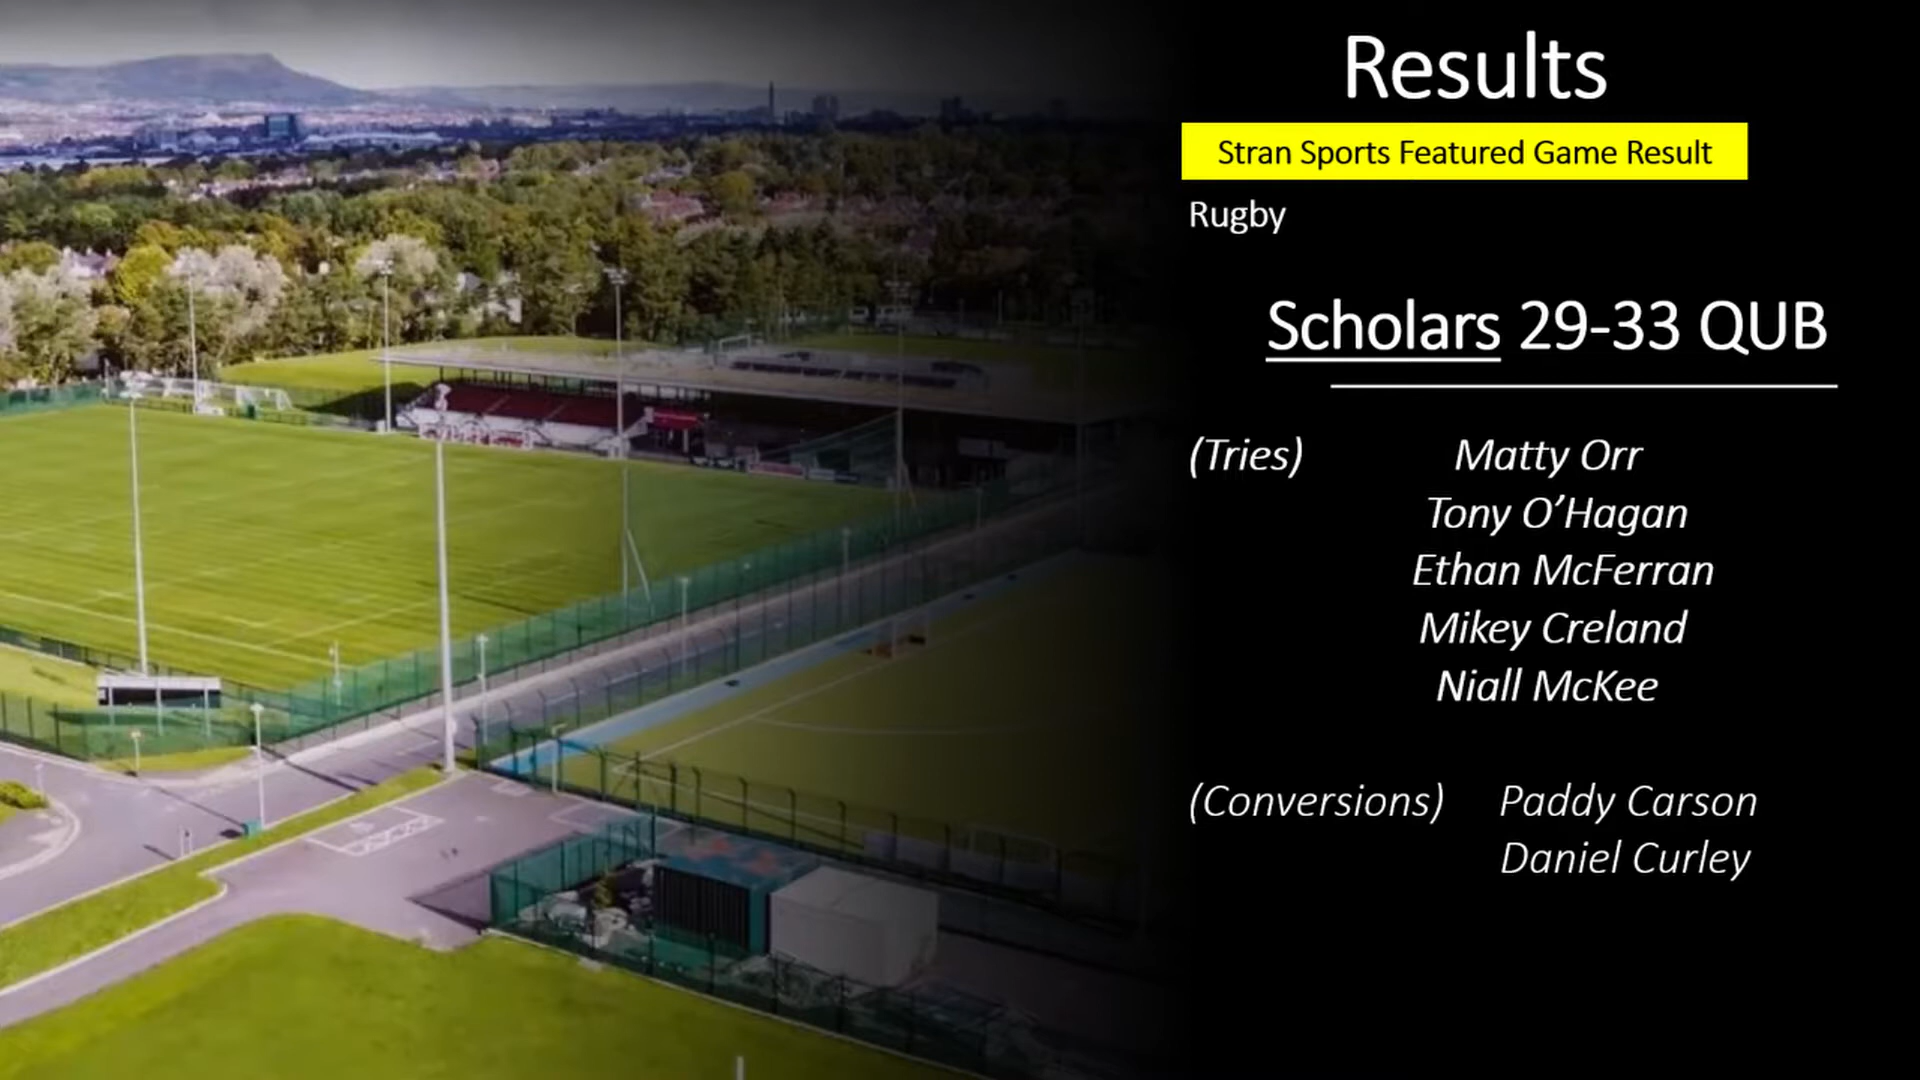 Results
Stran Sports Featured Game Result
Rugby
Scholars 29-33 QUB
(Tries) Matty Orr
Tony O’Hagan
Ethan McFerran
Mikey Creland
Niall McKee
(Conversions) Paddy Carson
Daniel Curley